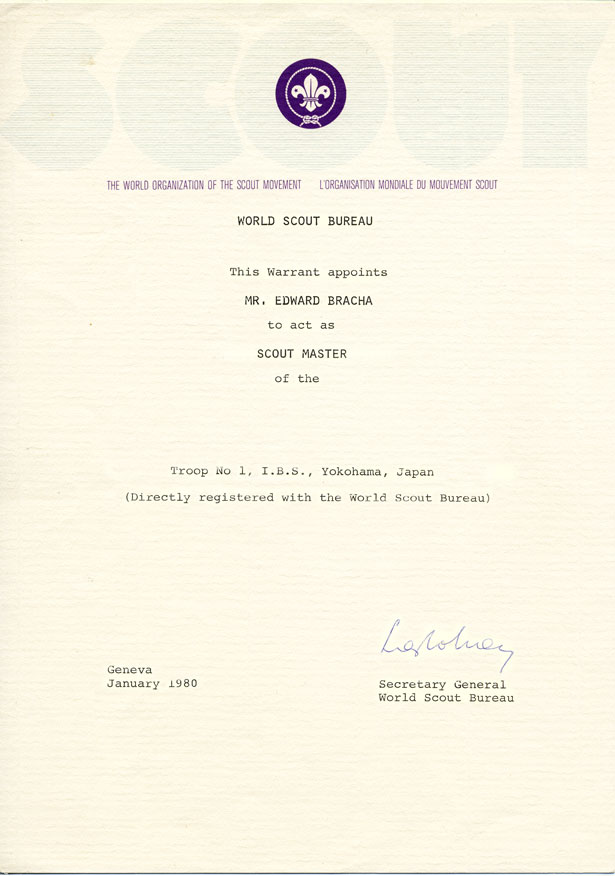 SCOUT
THE WORLD ORGANIZATION OF THE SCOUT MOVEMENT L'ORGANISATION MONDIALE DU MOUVEMENT SCOUT
WORLD SCOUT BUREAU
This Warrant appoints
MR. EDWARD BRACHA
to act as
SCOUT MASTER
of the
Troop No 1, I.B.S., Yokohama, Japan
(Directly registered with the World Scout Bureau)
Geneva
January 1980
Secretary General
World Scout Bureau